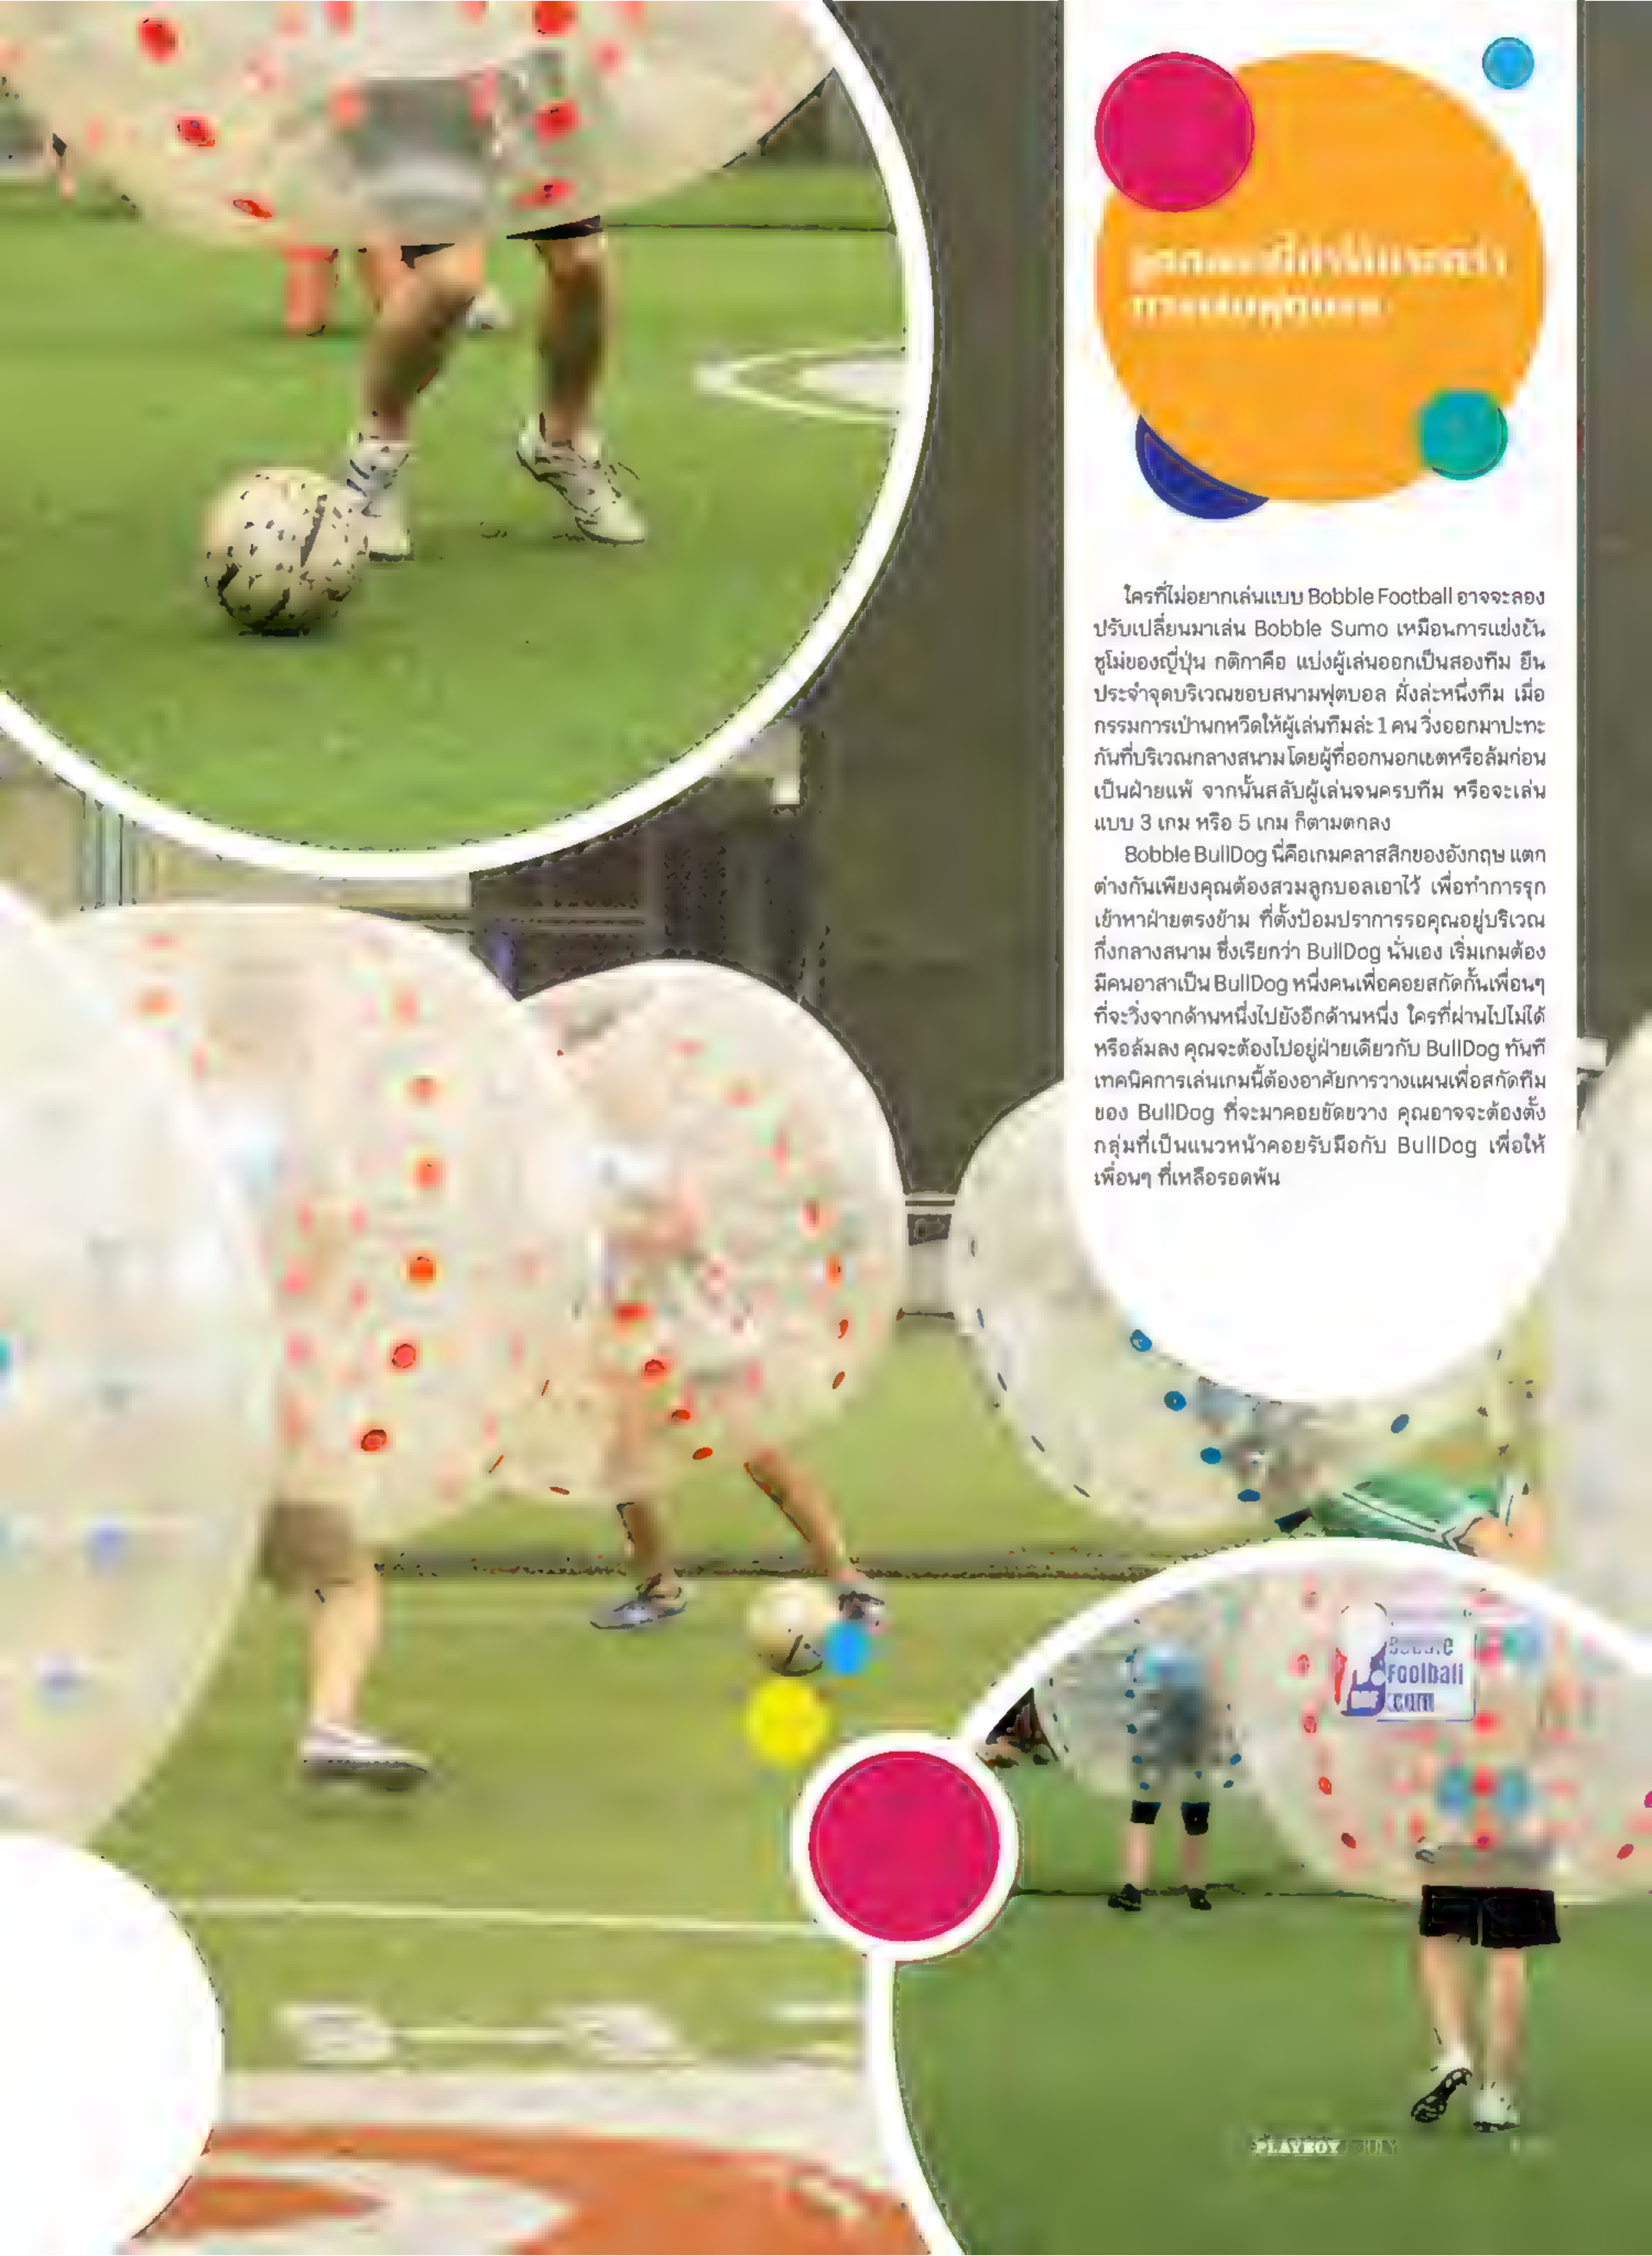 ใครที่ไม่อยากเล่นแบบ Bobble Football อาจจะลอง
ปรับเปลี่ยนมาเล่น Bobble Sumo เหมือนการแข่งขัน
ซูโม่ของญี่ปุ่น กติกาคือ แบ่งผู้เล่นออกเป็นสองทีม ยืน
ประจำจุดบริเวณขอบสนามฟุตบอล ฝั่งล่ะหนึ่งทีม เมื่อ
กรรมการเป่านกหวีดให้ผู้เล่นทีมล่ะ 1 คน วิ่งออกมาปะทะ
กันที่บริเวณกลางสนาม โดยผู้ที่ออกนอกเขตหรือล้มก่อน
เป็นฝ่ายแพ้ จากนั้นสลับผู้เล่นจนครบทีม หรือจะเล่น
แบบ 3 เกม หรือ 5 เกม ก็ตามตกลง
Bobble BullDog นี่คือเกมคลาสสิกของอังกฤษ แตก
ต่างกันเพียงคุณต้องสวมลูกบอลเอาไว้ เพื่อทำการรุก
เข้าหาฝ่ายตรงข้าม ที่ตั้งป้อมปราการรอคุณอยู่บริเวณ
กึ่งกลางสนาม ซึ่งเรียกว่า BullDog นั่นเอง เริ่มเกมต้อง
มีคนอาสาเป็น BullDog หนึ่งคนเพื่อคอยสกัดกั้นเพื่อนๆ
ที่จะวิ่งจากด้านหนึ่งไปยังอีกด้านหนึ่ง ใครที่ผ่านไปไม่ได้
หรือล้มลง คุณจะต้องไปอยู่ฝ่ายเดียวกับ BullDog ทันที
เทคนิคการเล่นเกมนี้ต้องอาศัยการวางแผนเพื่อสกัดทีม
ของ BullDog ที่จะมาคอยขัดขวาง คุณอาจจะต้องตั้ง
กลุ่มที่เป็นแนวหน้าคอยรับมือกับ BullDog เพื่อให้
เพื่อนๆ ที่เหลือรอดพ้น
Football
.com
PLAYBOY